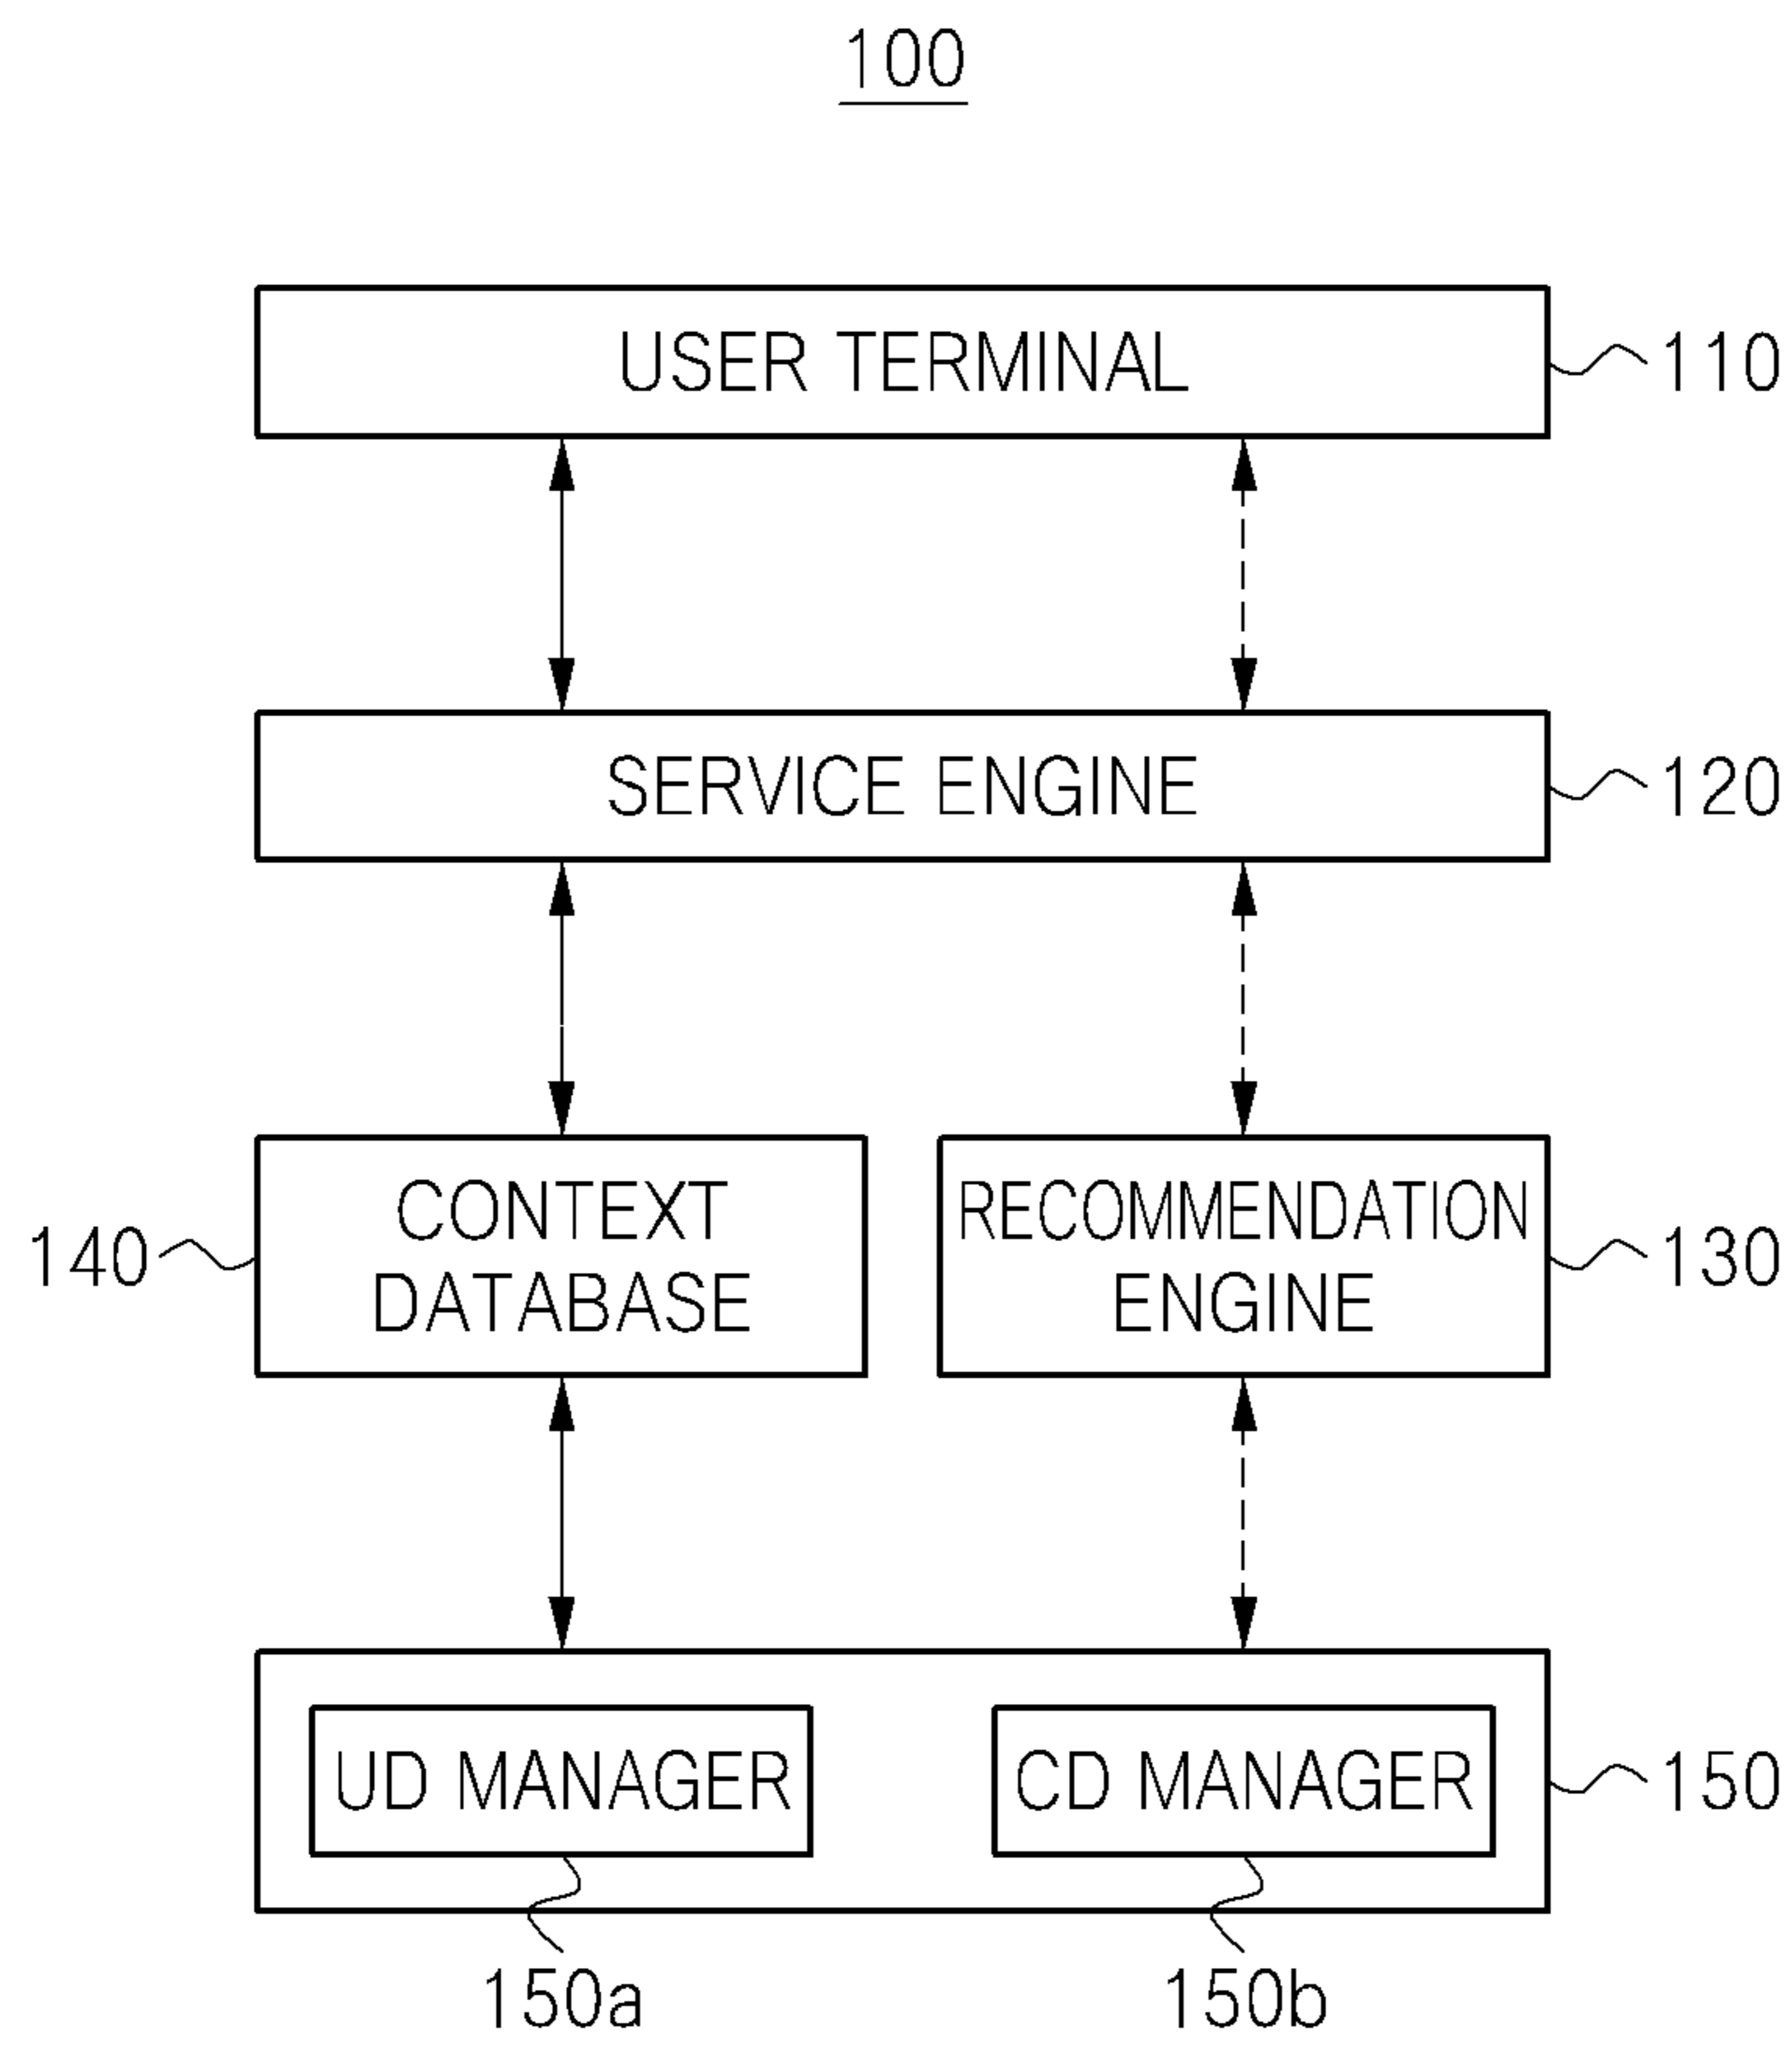 100
USER TERMINAL
110
SERVICE ENGINE
120
140
CONTEXT
DATABASE
RECOMMENDATION
ENGINE
130
UD MANAGER
CD MANAGER
150
150a
150b